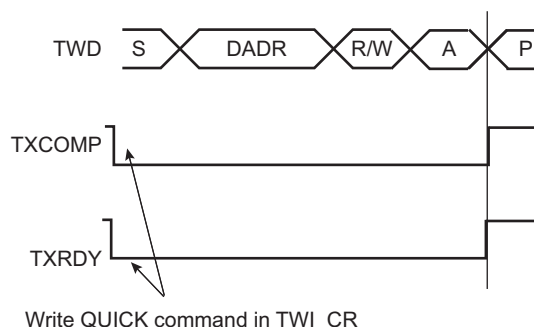 TWD S DADR R/W A P
TXCOMP
TXRDY
Write QUICK command in TWI_CR